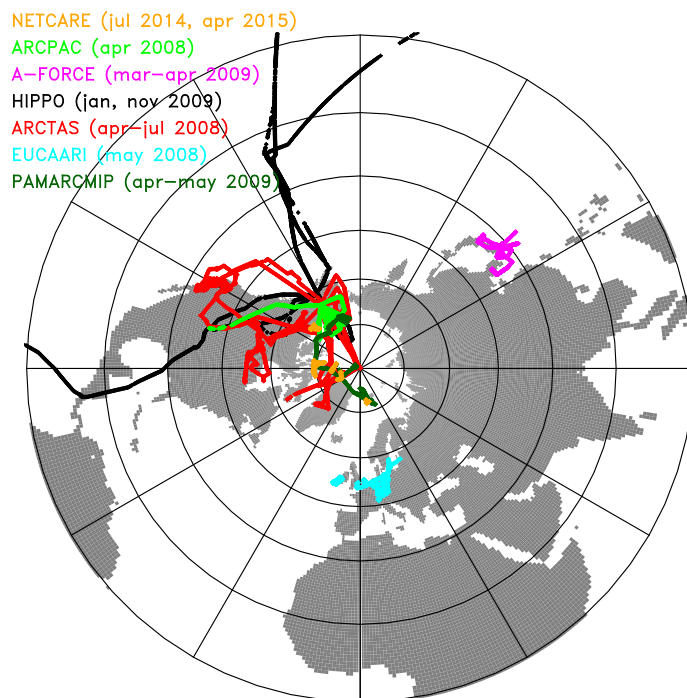 NETCARE (jul 2014, apr 2015)
ARCPAC (apr 2008)
A-FORCE (mar-apr 2009)
HIPPO (jan, nov 2009)
ARCTAS (apr-jul 2008)
EUCAARI (may 2008)
PAMARCMIP (apr-may 2009)